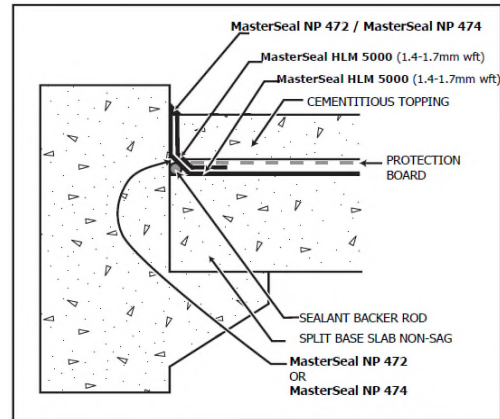 MasterSeal NP 472 / MasterSeal NP 474
MasterSeal HLM 5000 (1.4-1.7mm wft)
MasterSeal HLM 5000 (1.4-1.7mm wft)
CEMENTITIOUS TOPPING
PROTECTION
BOARD
SEALANT BACKER ROD
SPLIT BASE SLAB NON-SAG
MasterSeal NP 472
OR
MasterSeal NP 474